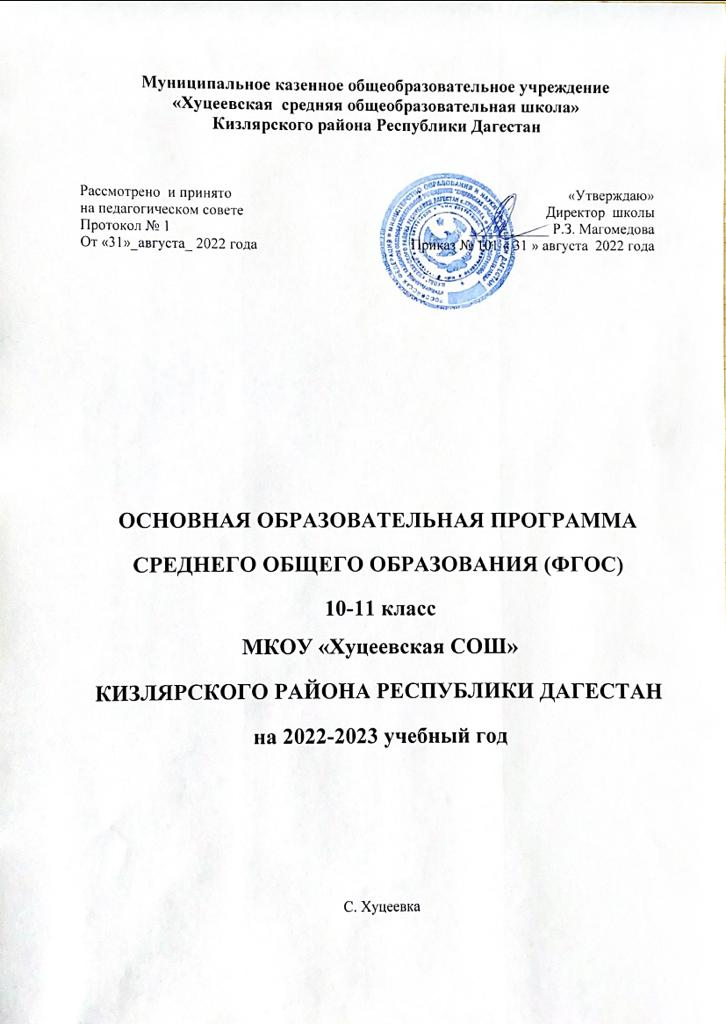 Муниципальное казенное общеобразовательное учреждение
«Хуцеевская средняя общеобразовательная школа»
Кизлярского района Республики Дагестан
Рассмотрено и принято
на педагогическом совете
Протокол № 1
От «31»_августа_ 2022 года
«Утверждаю»
Директор школы
Р.З. Магомедова
Приказ № 101 « 31 » августа 2022 года
ОСНОВНАЯ ОБРАЗОВАТЕЛЬНАЯ ПРОГРАММА
СРЕДНЕГО ОБЩЕГО ОБРАЗОВАНИЯ (ФГОС)
10-11 класс
МКОУ «Хуцеевская СОШ»
КИЗЛЯРСКОГО РАЙОНА РЕСПУБЛИКИ ДАГЕСТАН
на 2022-2023 учебный год
С. Хуцеевка